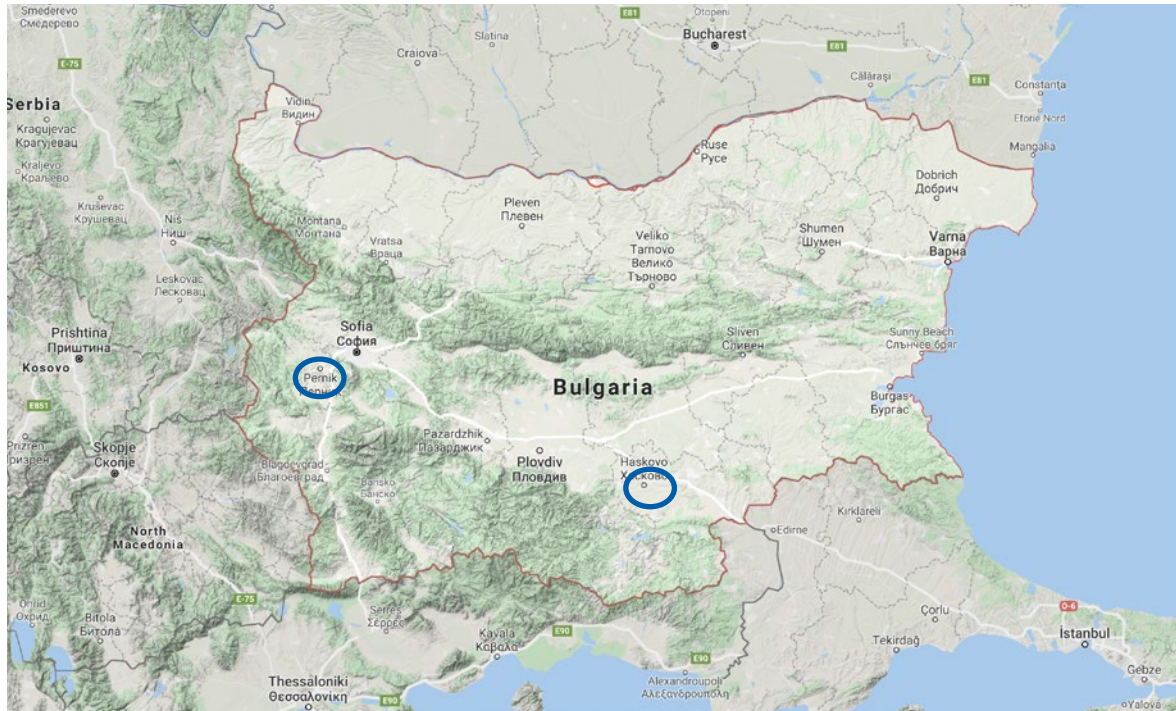 Smederevo
Смедерево
E-75
Serbia
Kragujevac
Крагујевац
Kraljevo
Краљево
Kruševac
Крушевац
Niš
Ниш
Leskovac
Лесковац
Prishtina
Приштина
Kosovo
E851
Prizren
Skopje
Скопје
North
Macedonia
Ohrid
Охрид
Bitola
Битола
E-75
Slatina
Craiova
Otopeni
E81
Bucharest
E81
Călărași
E81
Constanța
Eforie Nord
Mangalia
Vidin
Видин
Montana
Монтана
Vratsa
Враца
Pleven
Плевен
Ruse
Русе
Veliko
Tarnovo
Велико
Търново
Shumen
Шумен
Dobrich
Добрич
Varna
Варна
Sofia
София
Pernik
Sliven
Сливен
Sunny Beach
Слънчев бряг
Bulgaria
Burgas
Бургас
Pazardzhik
Пазарджик
Plovdiv
Пловдив
Haskovo
Хасково
Blagoevgrad
Благоевград
Bansko
Банско
Edirne
Kırklareli
Serres
Σέρρες
Kavala
Καβάλα
E90
E90
Alexandroupoli
Αλεξανδρούπολη
Thessaloniki
Θεσσαλονίκη
Çorlu
O-6
Tekirdağ
İstanbul
Gebze
Yalova